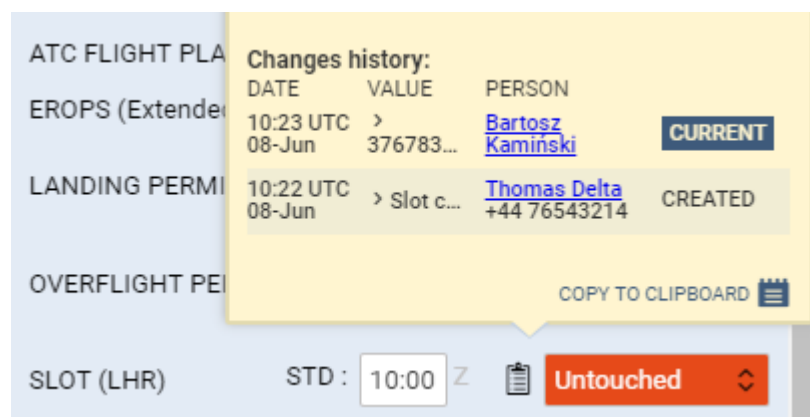 ATC FLIGHT PLA
EROPS (Extende
LANDING PERMI
OVERFLIGHT PE
SLOT (LHR) STD : 10:00 Z Untouched
Changes history:
DATE VALUE PERSON
10:23 UTC > Bartosz CURRENT
08-Jun 376783... Kamiński
10:22 UTC > Slot c... Thomas Delta CREATED
08-Jun +44 76543214
COPY TO CLIPBOARD